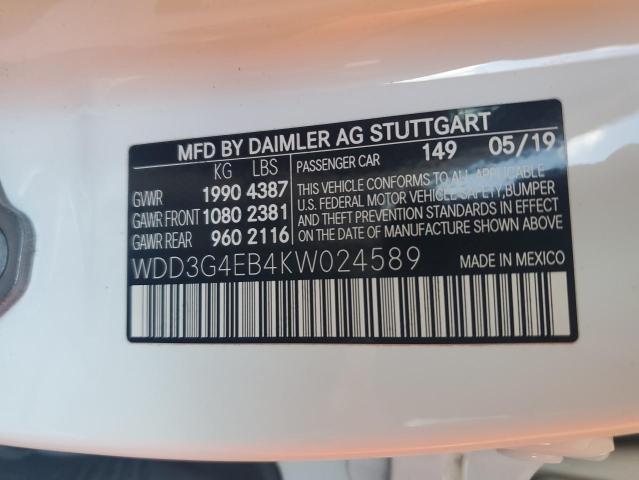 MFD BY DAIMLER AG STUTTGART
KG LBS PASSENGER CAR 149 05/19
GVWR 1990 4387
GAWR FRONT 1080 2381
GAWR REAR 960 2116
THIS VEHICLE CONFORMS TO ALL APPLICABLE
U.S. FEDERAL MOTOR VEHICLE SAFETY, BUMPER
AND THEFT PREVENTION STANDARDS IN EFFECT
ON THE DATE OF MANUFACTURE SHOWN ABOVE.
WDD3G4EB4KW024589
MADE IN MEXICO